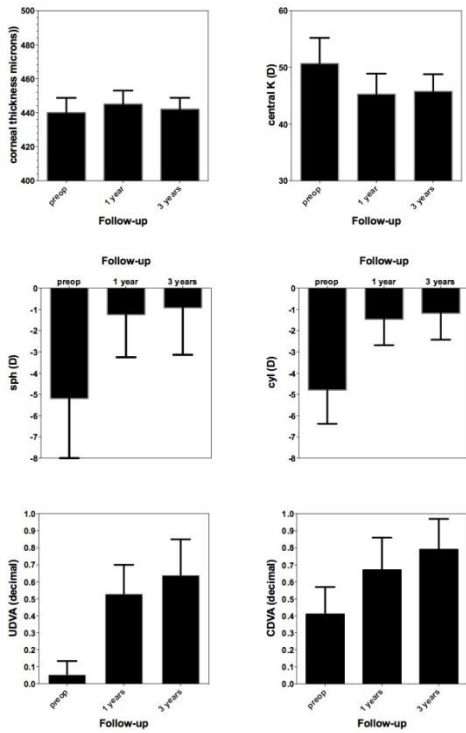 corneal thickness microns))
500
480
460
440
420
400
preop
1 year
3 years
Follow-up
central K (D)
60
50
40
30
preop
1 year
3 years
Follow-up
Follow-up
preop
1 year
3 years
sph (D)
0
-1
-2
-3
-4
-5
-6
-7
-8
Follow-up
preop
1 year
3 years
cyl (D)
0
-1
-2
-3
-4
-5
-6
-7
-8
UDVA (decimal)
1.0
0.9
0.8
0.7
0.6
0.5
0.4
0.3
0.2
0.1
0.0
preop
1 years
3 years
Follow-up
CDVA (decimal)
1.0
0.9
0.8
0.7
0.6
0.5
0.4
0.3
0.2
0.1
0.0
preop
1 years
3 years
Follow-up